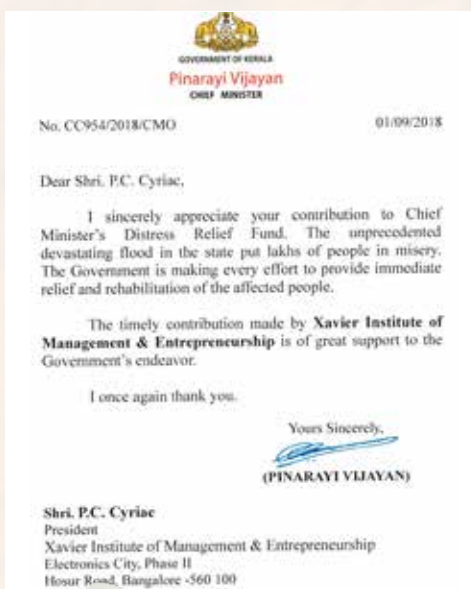 GOVERNMENT OF KERALA
Pinarayi Vijayan
CHIEF MINISTER
No. CC954/2018/CMO 01/09/2018
Dear Shri. P.C. Cyriac,
I sincerely appreciate your contribution to Chief
Minister's Distress Relief Fund. The unprecedented
devastating flood in the state put lakhs of people in misery.
The Government is making every effort to provide immediate
relief and rehabilitation of the affected people.
The timely contribution made by Xavier Institute of
Management & Entrepreneurship is of great support to the
Government's endeavor.
I once again thank you.
Yours Sincerely,
(PINARAYI VIJAYAN)
Shri. P.C. Cyriac
President
Xavier Institute of Management & Entrepreneurship
Electronics City, Phase II
Hosur Road, Bangalore -560 100